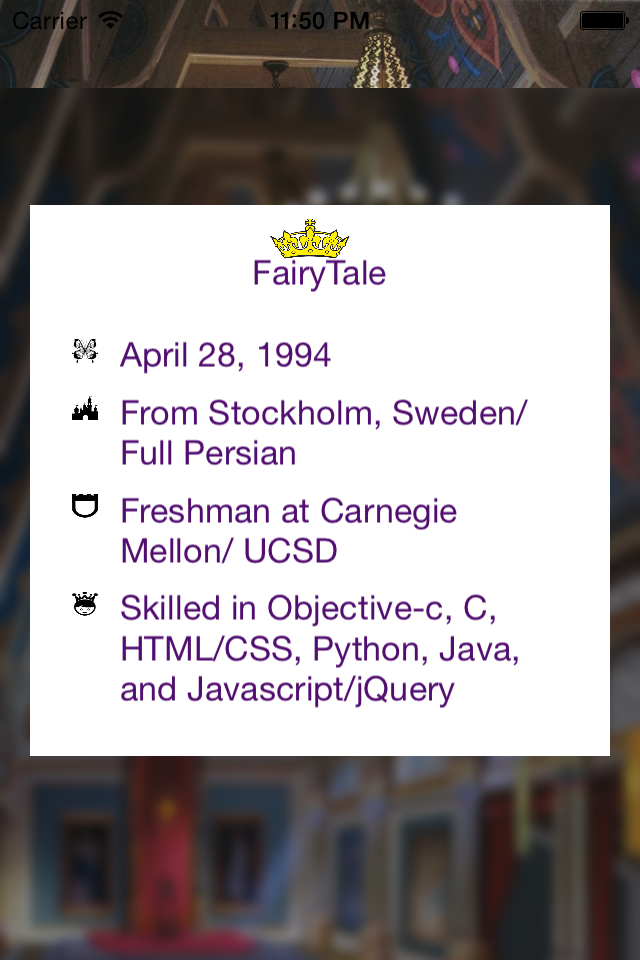 Carrier 11:50 PM
FairyTale
April 28, 1994
From Stockholm, Sweden/
Full Persian
Freshman at Carnegie
Mellon/ UCSD
Skilled in Objective-c, C,
HTML/CSS, Python, Java,
and Javascript/jQuery